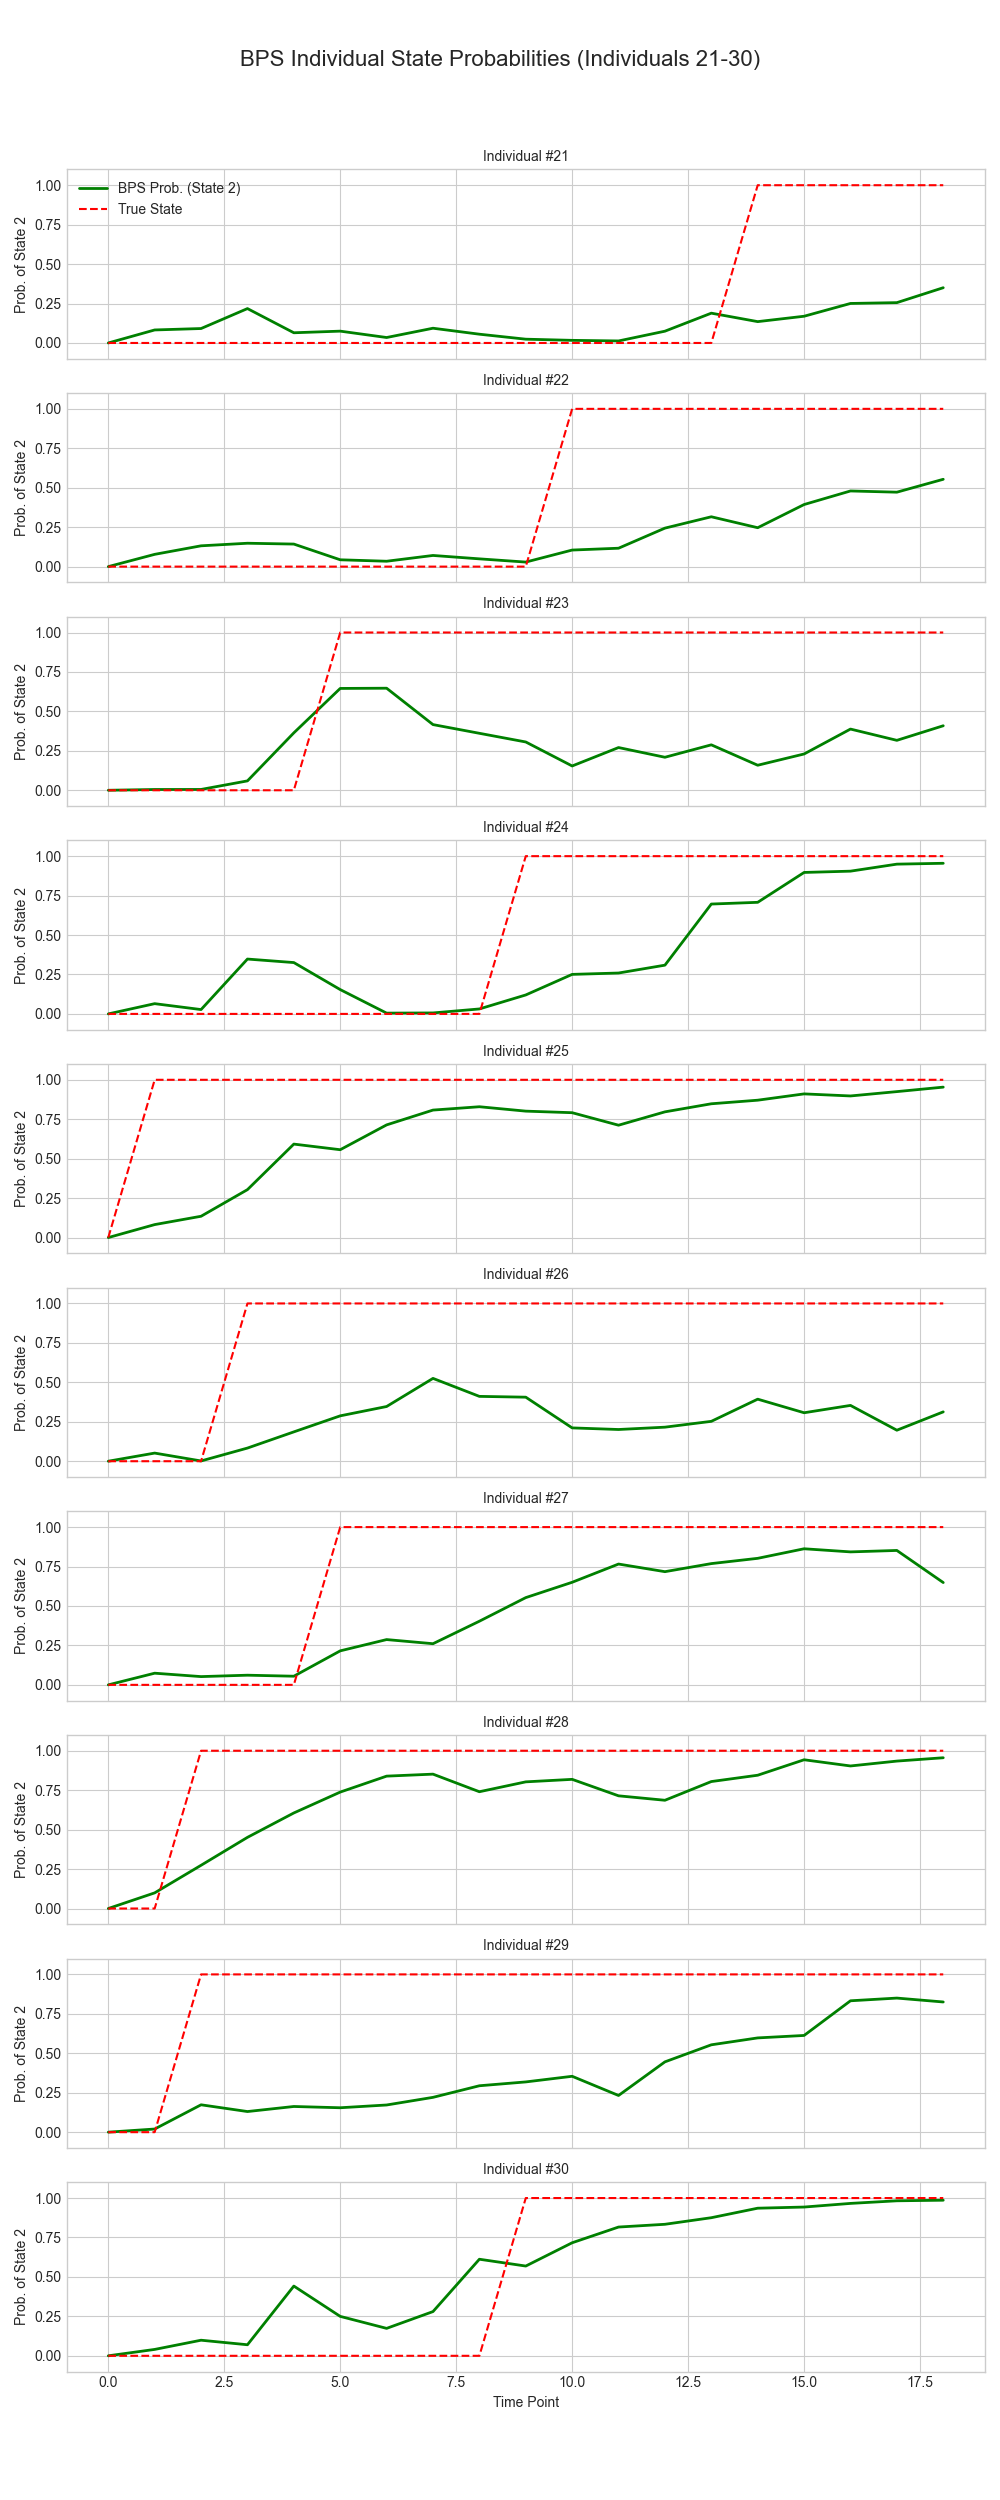 BPS Individual State Probabilities (Individuals 21-30)
Individual #21
BPS Prob. (State 2)
True State
Prob. of State 2
1.00
0.75
0.50
0.25
0.00
Individual #22
Prob. of State 2
1.00
0.75
0.50
0.25
0.00
Individual #23
Prob. of State 2
1.00
0.75
0.50
0.25
0.00
Individual #24
Prob. of State 2
1.00
0.75
0.50
0.25
0.00
Individual #25
Prob. of State 2
1.00
0.75
0.50
0.25
0.00
Individual #26
Prob. of State 2
1.00
0.75
0.50
0.25
0.00
Individual #27
Prob. of State 2
1.00
0.75
0.50
0.25
0.00
Individual #28
Prob. of State 2
1.00
0.75
0.50
0.25
0.00
Individual #29
Prob. of State 2
1.00
0.75
0.50
0.25
0.00
Individual #30
Prob. of State 2
1.00
0.75
0.50
0.25
0.00
0.0 2.5 5.0 7.5 10.0 12.5 15.0 17.5
Time Point